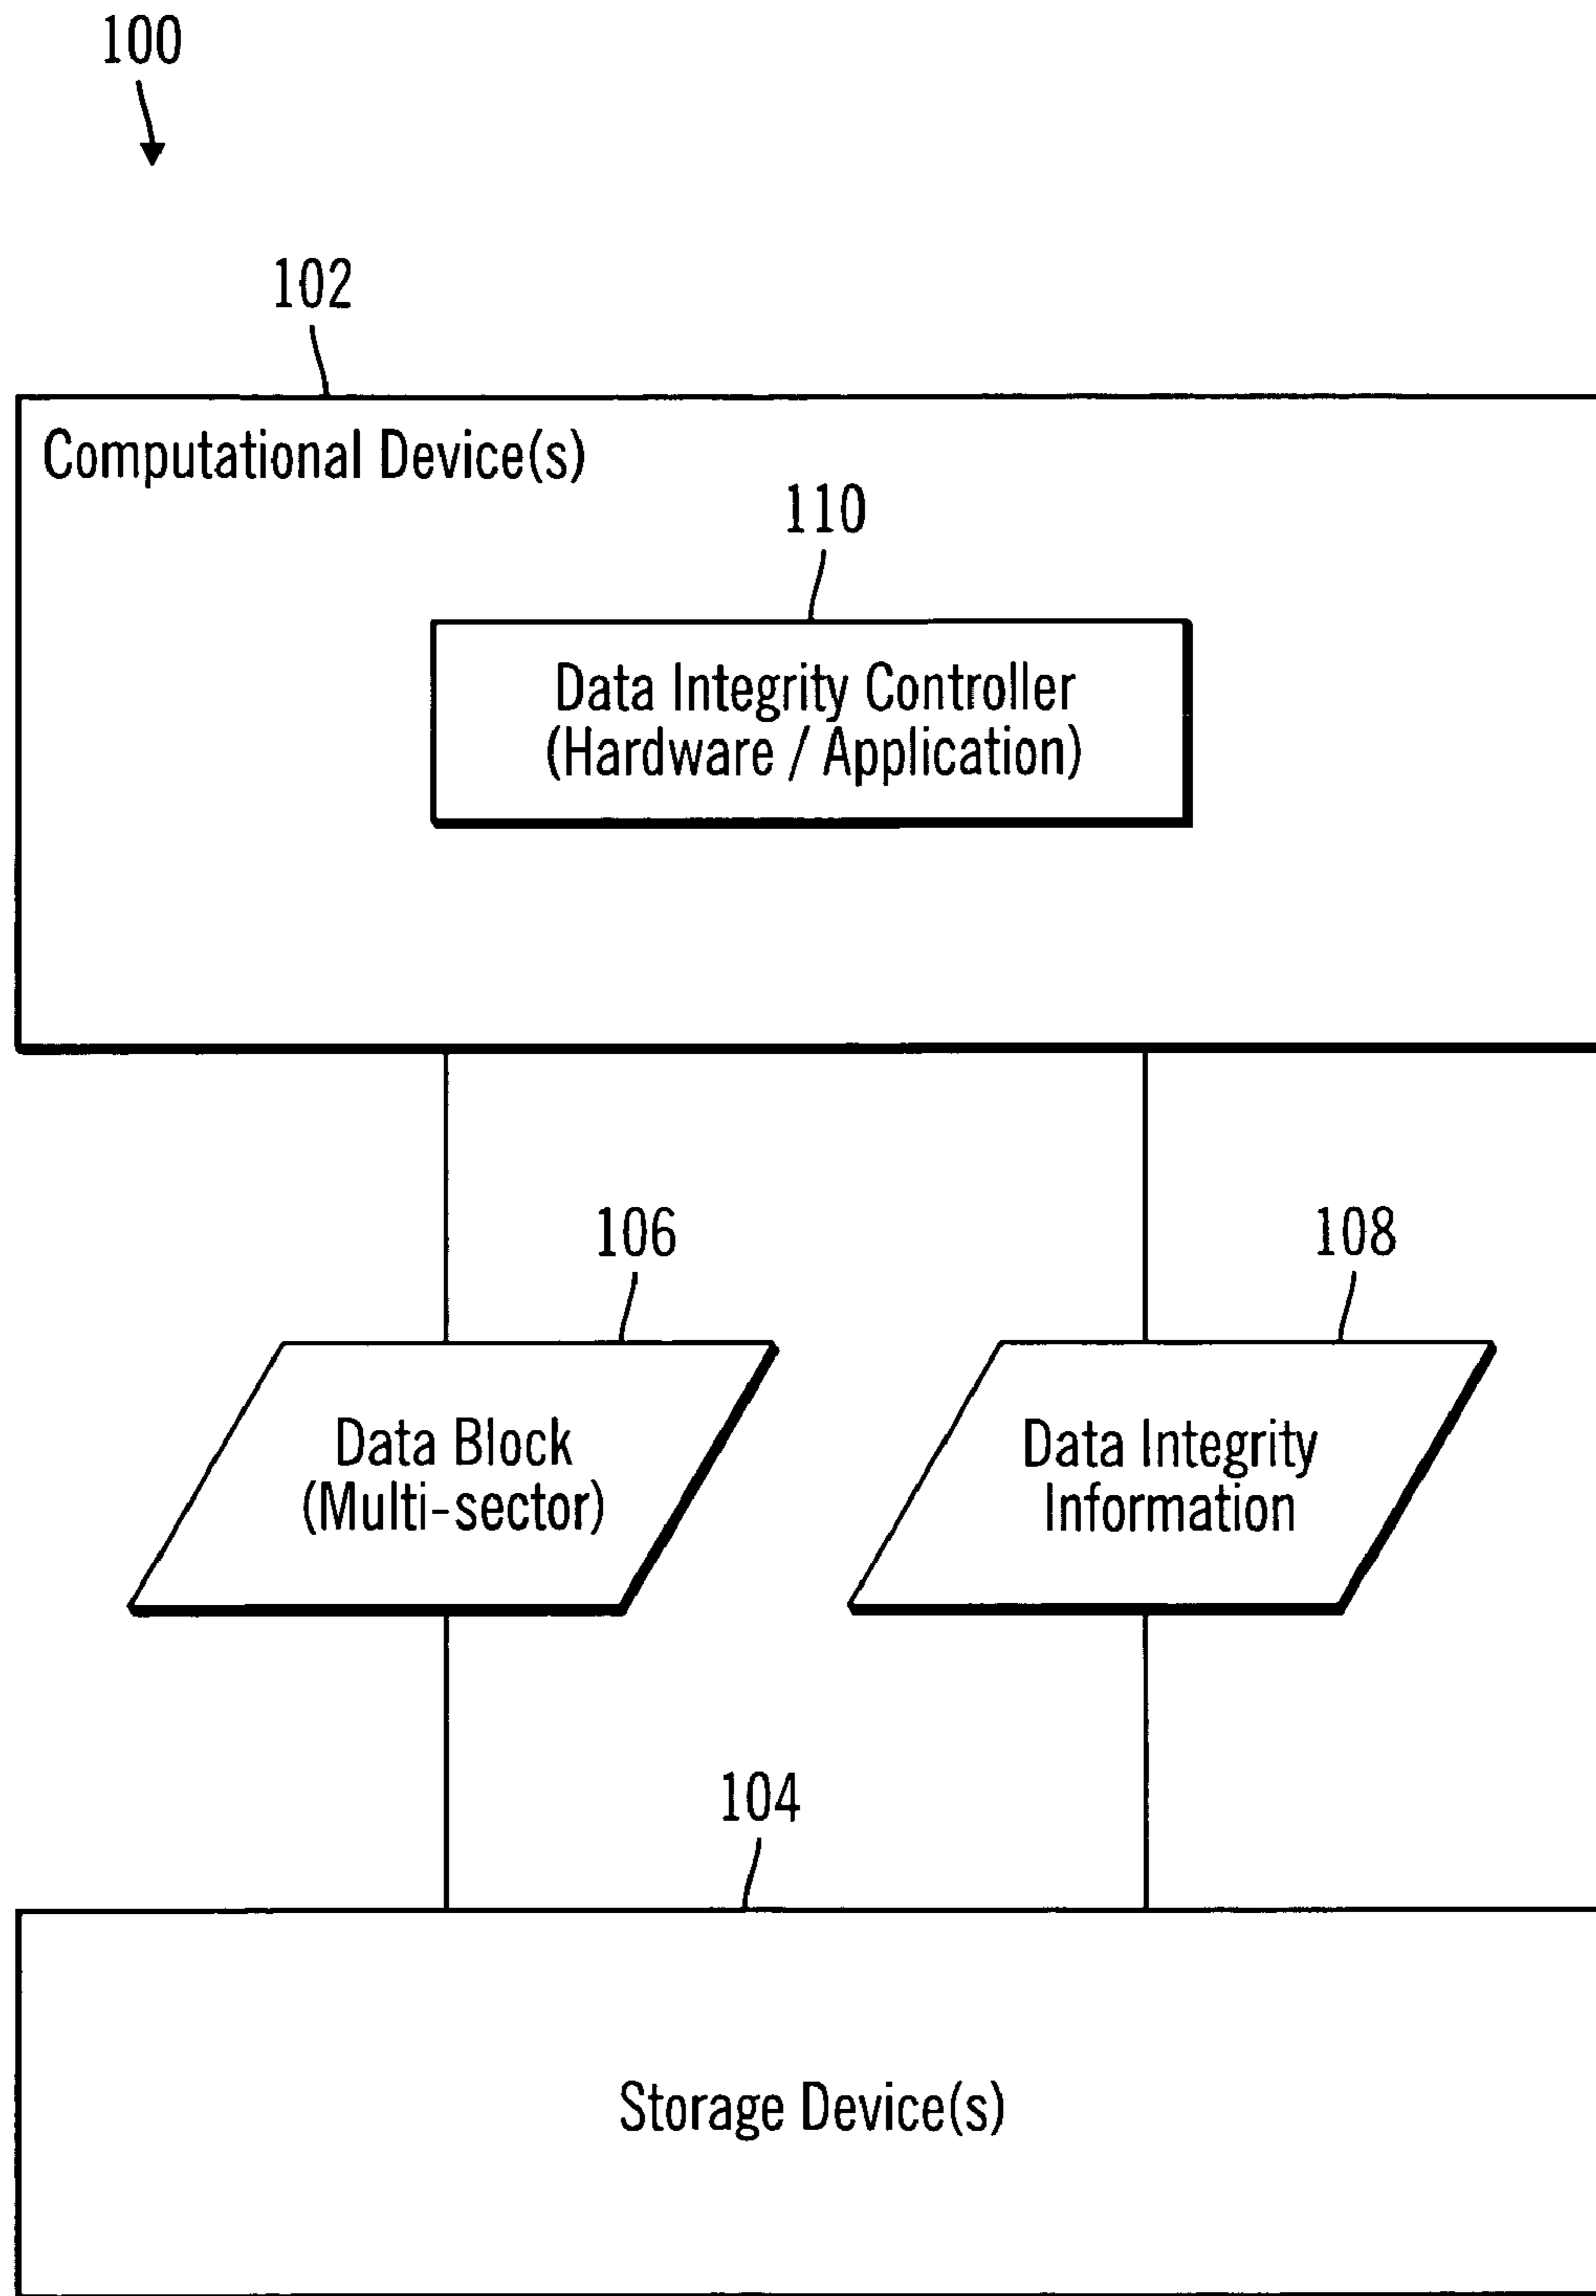 100
102
Computational Device(s)
110
Data Integrity Controller
(Hardware / Application)
106
108
Data Block
(Multi-sector)
Data Integrity
Information
104
Storage Device(s)